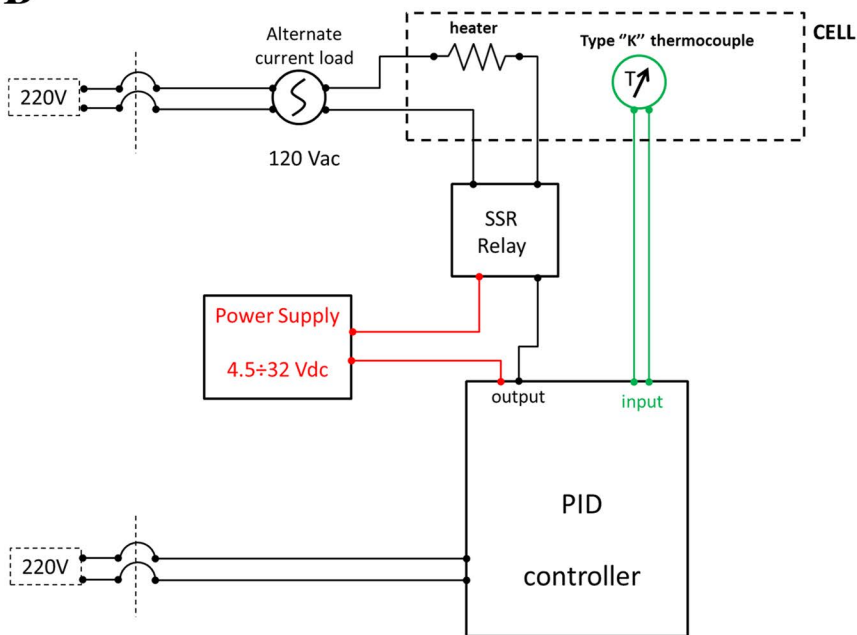 B
Alternate
current load
heater
Type “K” thermocouple
CELL
220V
T
120 Vac
SSR
Relay
Power Supply
4.5÷32 Vdc
output
input
PID
controller
220V